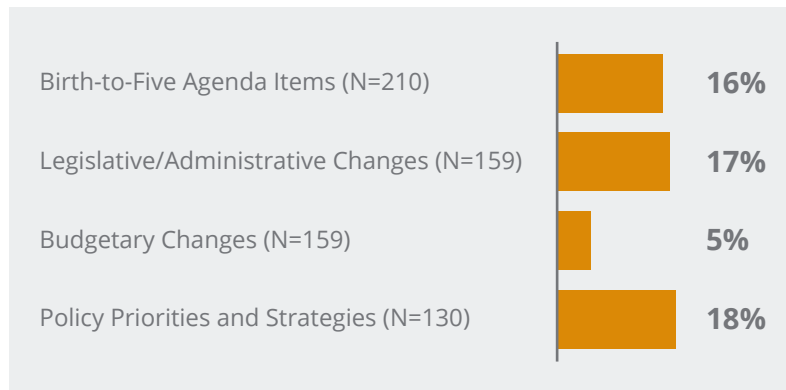 Birth-to-Five Agenda Items (N=210) 16%
Legislative/Administrative Changes (N=159) 17%
Budgetary Changes (N=159) 5%
Policy Priorities and Strategies (N=130) 18%